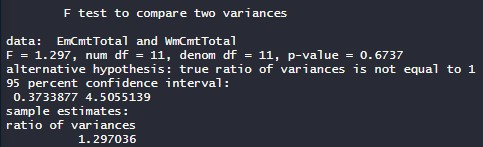 F test to compare two variances
data:  EmCmtTotal and WmCmtTotal
F = 1.297, num df = 11, denom df = 11, p-value = 0.6737
alternative hypothesis: true ratio of variances is not equal to 1
95 percent confidence interval:
 0.3733877 4.5055139
sample estimates:
ratio of variances
          1.297036